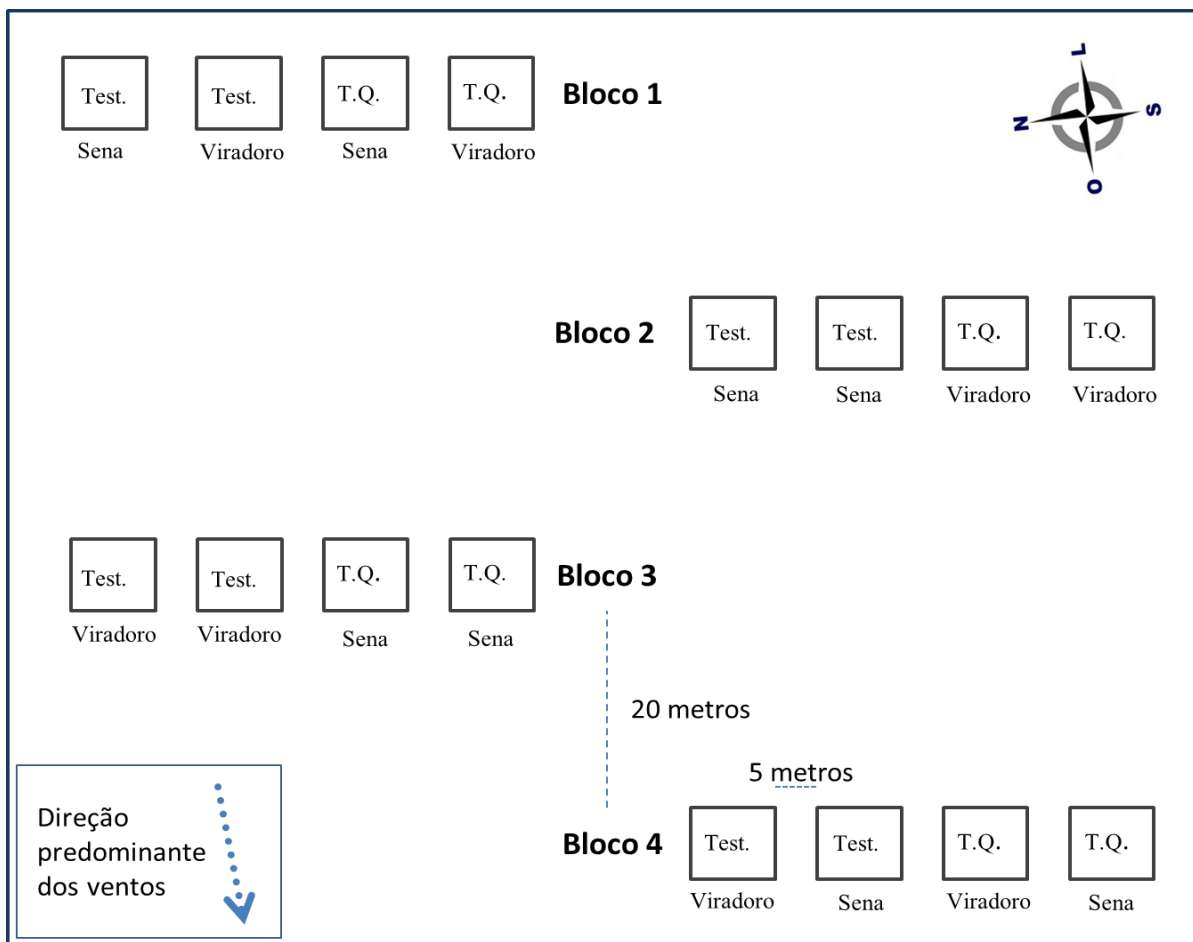 Test.
Test.
T.Q.
T.Q.
Bloco 1
Sena
Viradoro
Sena
Viradoro
L
N
S
O
Bloco 2
Test.
Test.
T.Q.
T.Q.
Sena
Sena
Viradoro
Viradoro
Test.
Test.
T.Q.
T.Q.
Bloco 3
Viradoro
Viradoro
Sena
Sena
20 metros
5 metros
Direção
predominante
dos ventos
Bloco 4
Test.
Test.
T.Q.
T.Q.
Viradoro
Sena
Viradoro
Sena